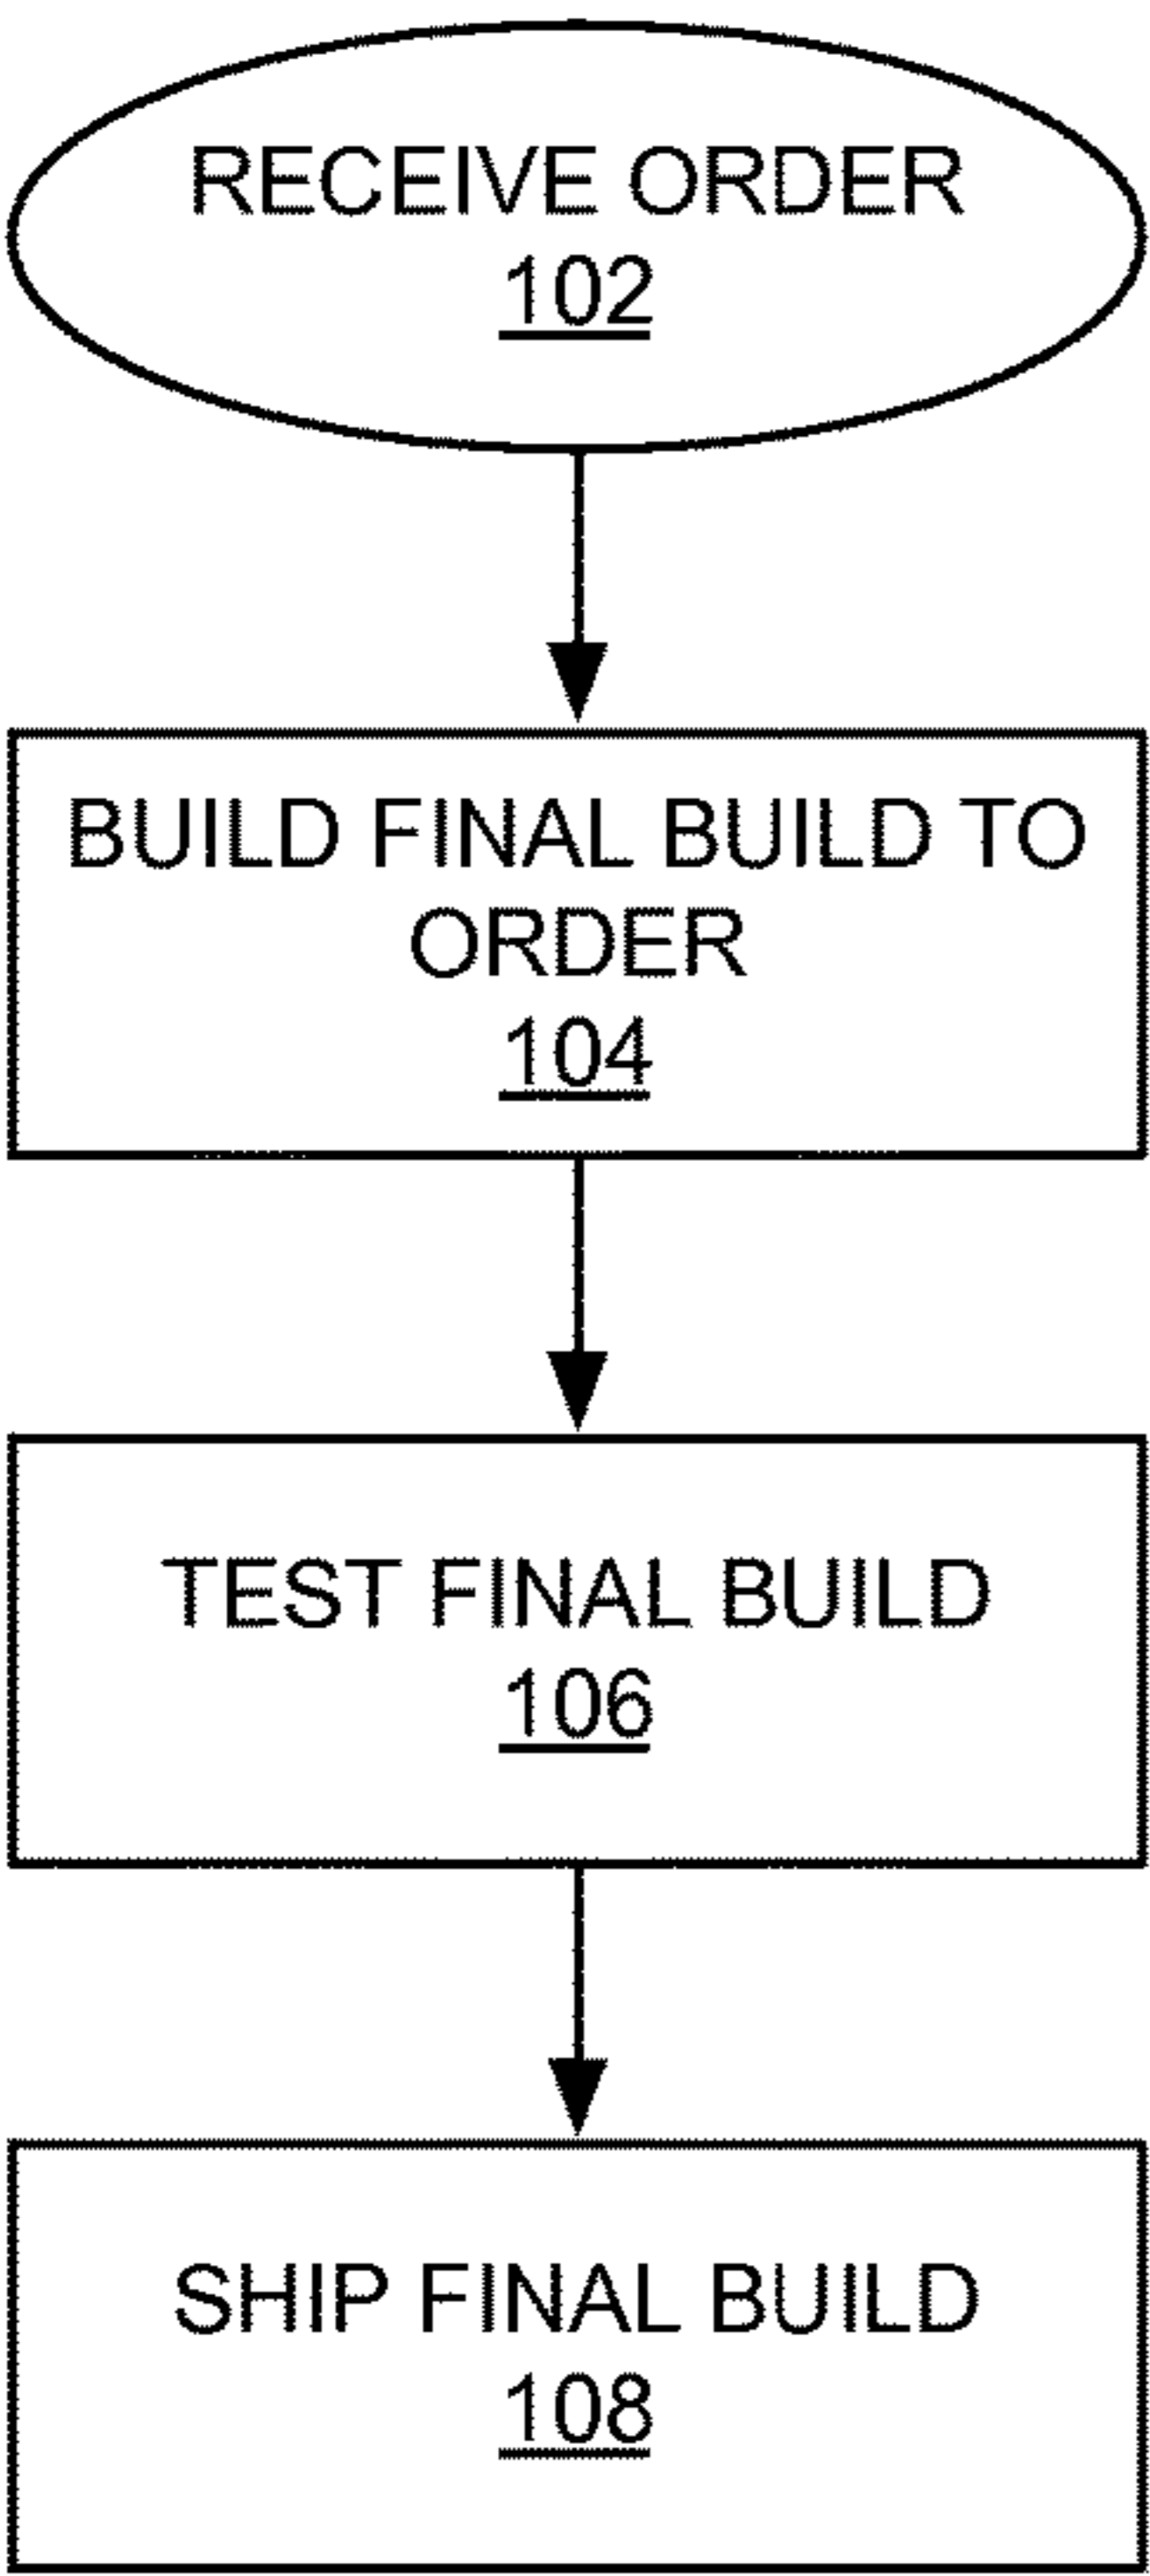 RECEIVE ORDER
102
BUILD FINAL BUILD TO
ORDER
104
TEST FINAL BUILD
106
SHIP FINAL BUILD
108